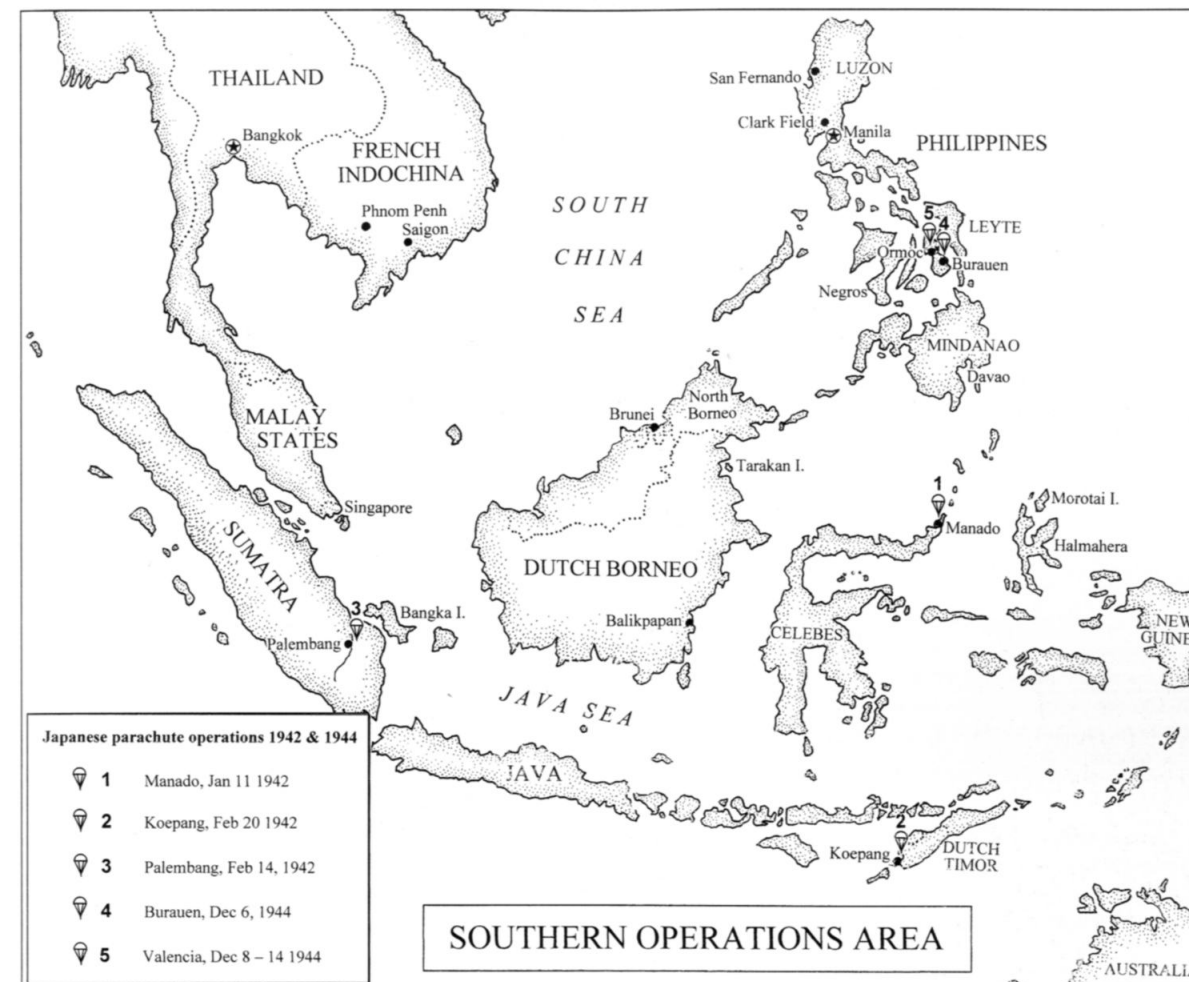 THAILAND
Bangkok
FRENCH
INDOCHINA
Phnom Penh
Saigon
SOUTH
CHINA
SEA
San Fernando
LUZON
Clark Field
Manila
PHILIPPINES
5
4
LEYTE
Ormoc
Burauen
Negros
MINDANAO
Davao
MALAY
STATES
Singapore
Brunei
North
Borneo
Tarakan I.
1
Manado
Morotai I.
Halmahera
SUMATRA
DUTCH BORNEO
3
Bangka I.
Palembang
Balikpapan
CELEBES
NEW
GUINE
JAVA SEA
JAVA
2
Koepang
DUTCH
TIMOR
AUSTRALI
Japanese parachute operations 1942 & 1944
1 Manado, Jan 11 1942
2 Koepang, Feb 20 1942
3 Palembang, Feb 14, 1942
4 Burauen, Dec 6, 1944
5 Valencia, Dec 8 – 14 1944
SOUTHERN OPERATIONS AREA